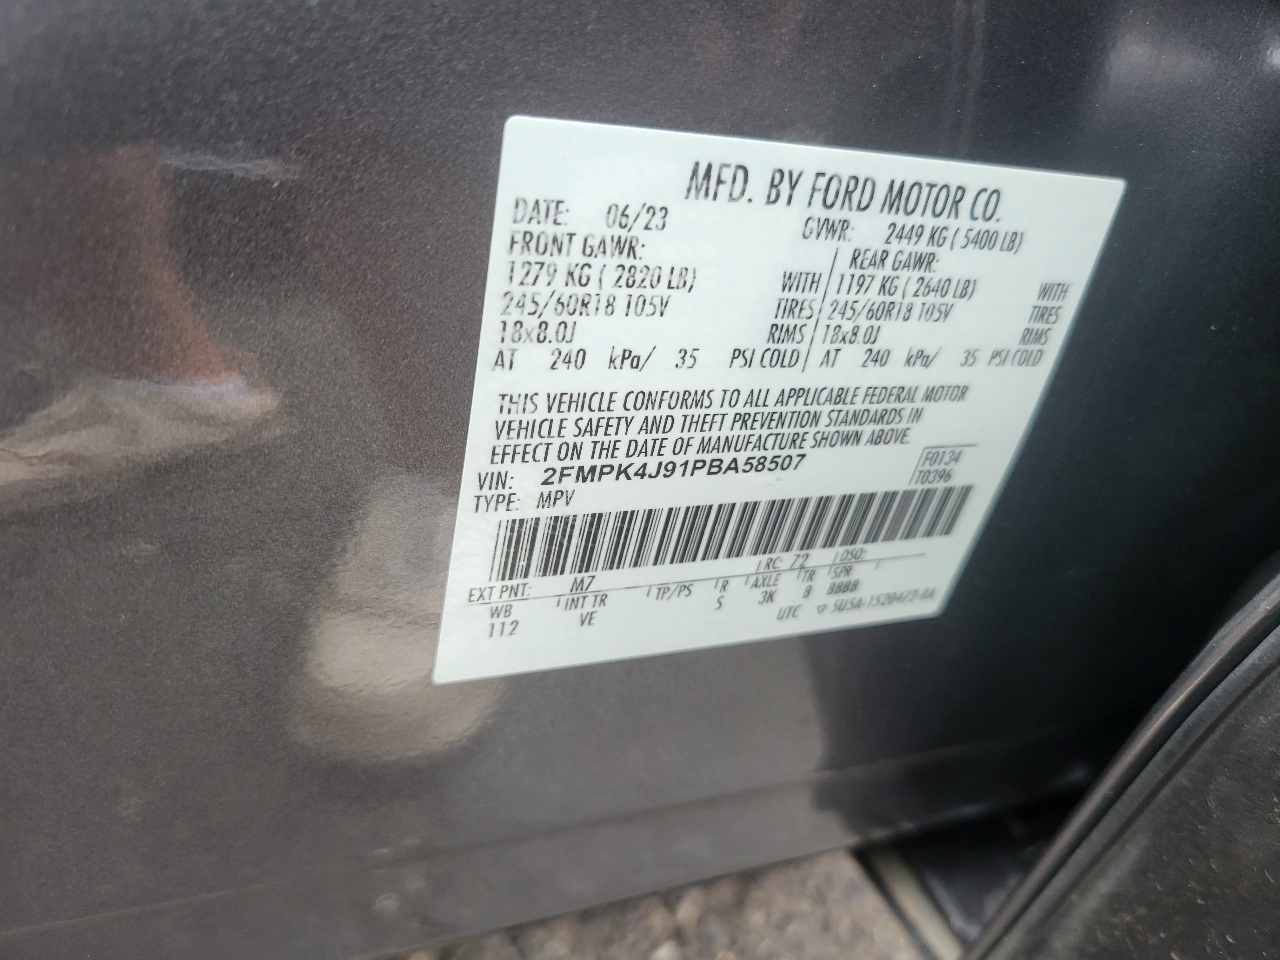 MFD. BY FORD MOTOR CO.
DATE: 06/23 GVWR: 2449 KG ( 5400 LB)
FRONT GAWR: REAR GAWR:
1279 KG ( 2820 LB) WITH 1197 KG ( 2640 LB) WITH
245/60R18 105V TIRES 245/60R18 105V TIRES
18x8.0J RIMS 18x8.0J RIMS
AT 240 kPa/ 35 PSI COLD AT 240 kPa/ 35 PSI COLD
THIS VEHICLE CONFORMS TO ALL APPLICABLE FEDERAL MOTOR
VEHICLE SAFETY AND THEFT PREVENTION STANDARDS IN
EFFECT ON THE DATE OF MANUFACTURE SHOWN ABOVE.
VIN: 2FMPK4J91PBA58507 F0134
TYPE: MPV T0396
EXT PNT: M7 RC: 72 DSO:
WB INT TR TP/PS R AXLE TR SPR
112 VE S 3K 8 BBBB
UTC